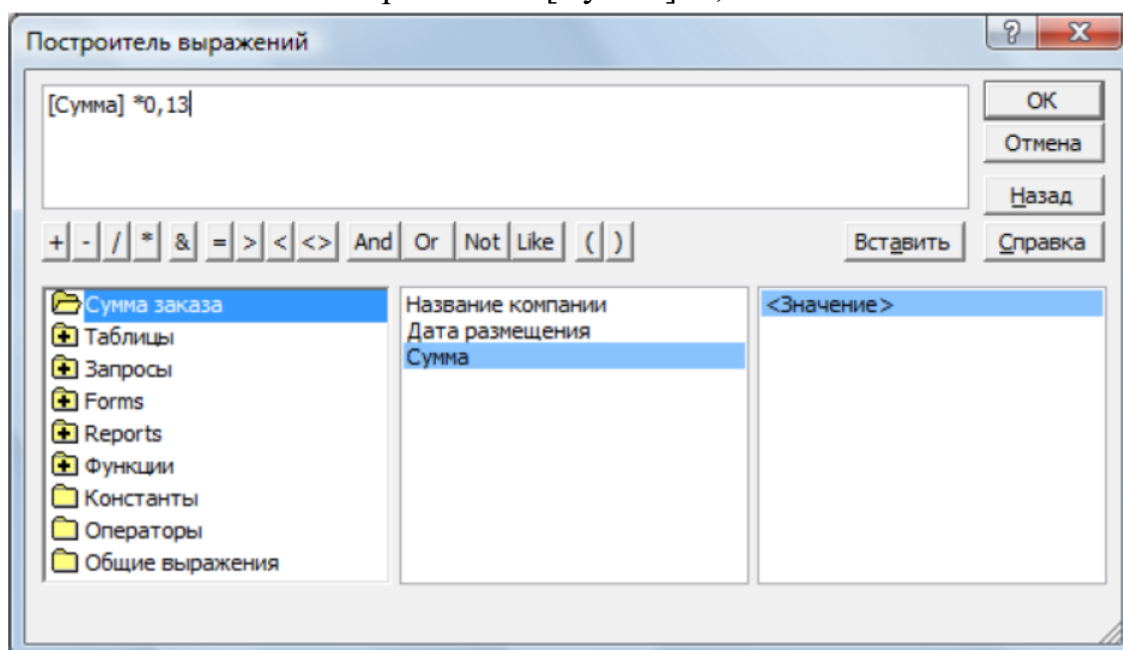 Построитель выражений
[Сумма] *0,13
ОК
Отмена
Назад
+ - / * & = > < <> And Or Not Like ( ) Вставить Справка
Сумма заказа
Таблицы
Запросы
Forms
Reports
Функции
Константы
Операторы
Общие выражения
Название компании
Дата размещения
Сумма
<Значение>